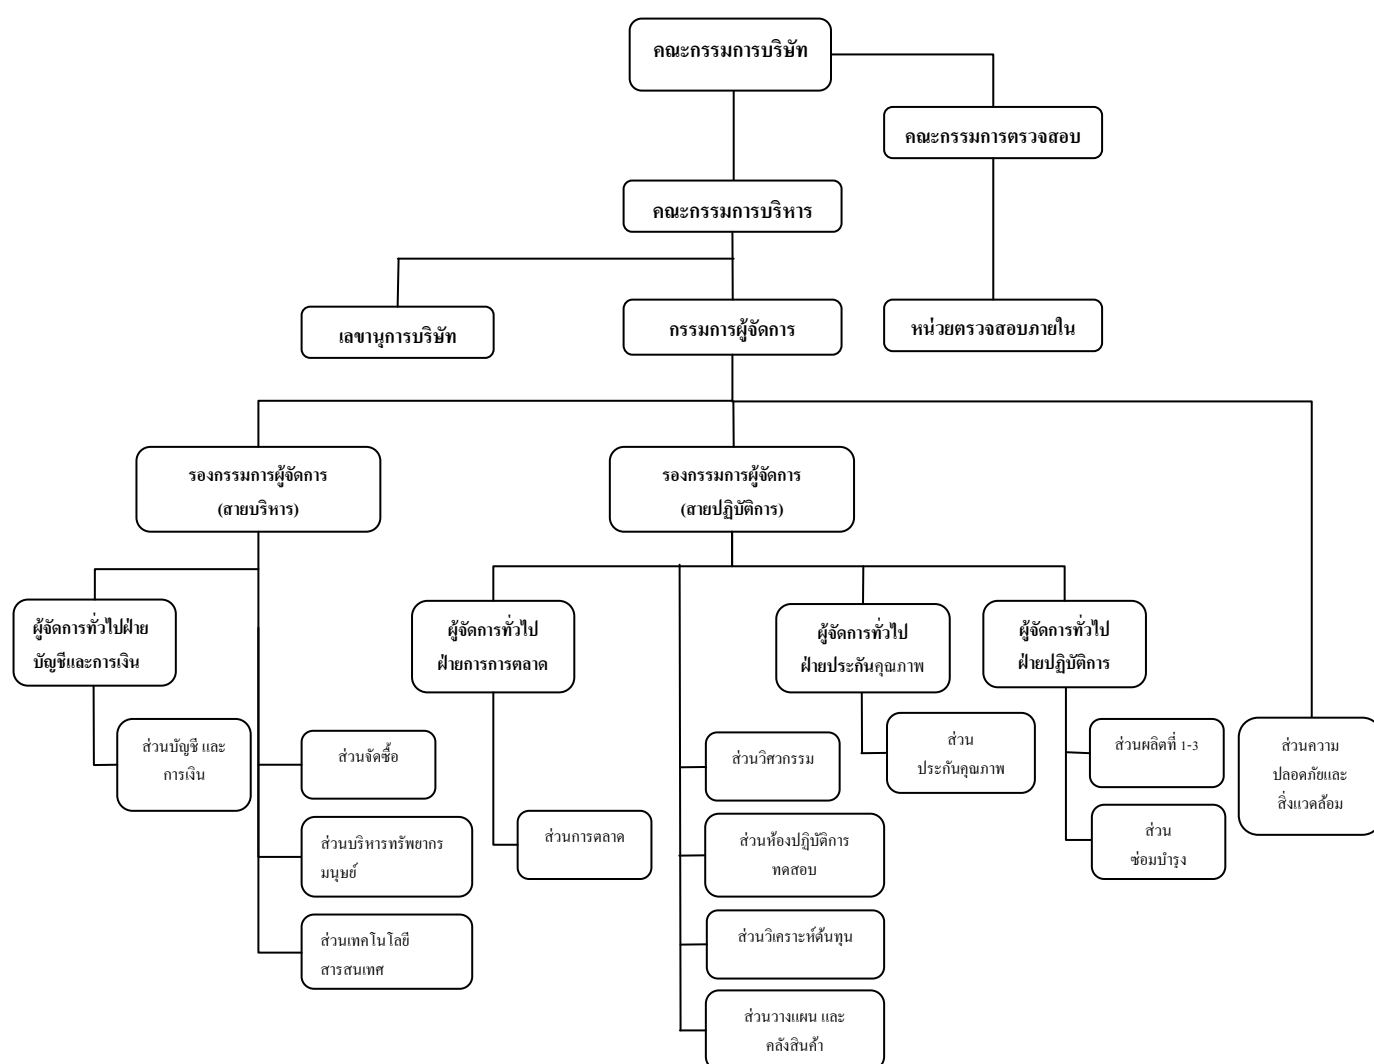 คณะกรรมการบริษัท
คณะกรรมการตรวจสอบ
คณะกรรมการบริหาร
เลขานุการบริษัท
กรรมการผู้จัดการ
หน่วยตรวจสอบภายใน
รองกรรมการผู้จัดการ
(สายบริหาร)
รองกรรมการผู้จัดการ
(สายปฏิบัติการ)
ผู้จัดการทั่วไปฝ่าย
บัญชีและการเงิน
ผู้จัดการทั่วไป
ฝ่ายการการตลาด
ผู้จัดการทั่วไป
ฝ่ายประกันคุณภาพ
ผู้จัดการทั่วไป
ฝ่ายปฏิบัติการ
ส่วนบัญชี และ
การเงิน
ส่วนจัดซื้อ
ส่วนวิศวกรรม
ส่วน
ประกันคุณภาพ
ส่วนผลิตที่ 1-3
ส่วนความ
ปลอดภัยและ
สิ่งแวดล้อม
ส่วนบริหารทรัพยากร
มนุษย์
ส่วนการตลาด
ส่วนห้องปฏิบัติการ
ทดสอบ
ส่วน
ซ่อมบำรุง
ส่วนเทคโนโลยี
สารสนเทศ
ส่วนวิเคราะห์ต้นทุน
ส่วนวางแผน และ
คลังสินค้า